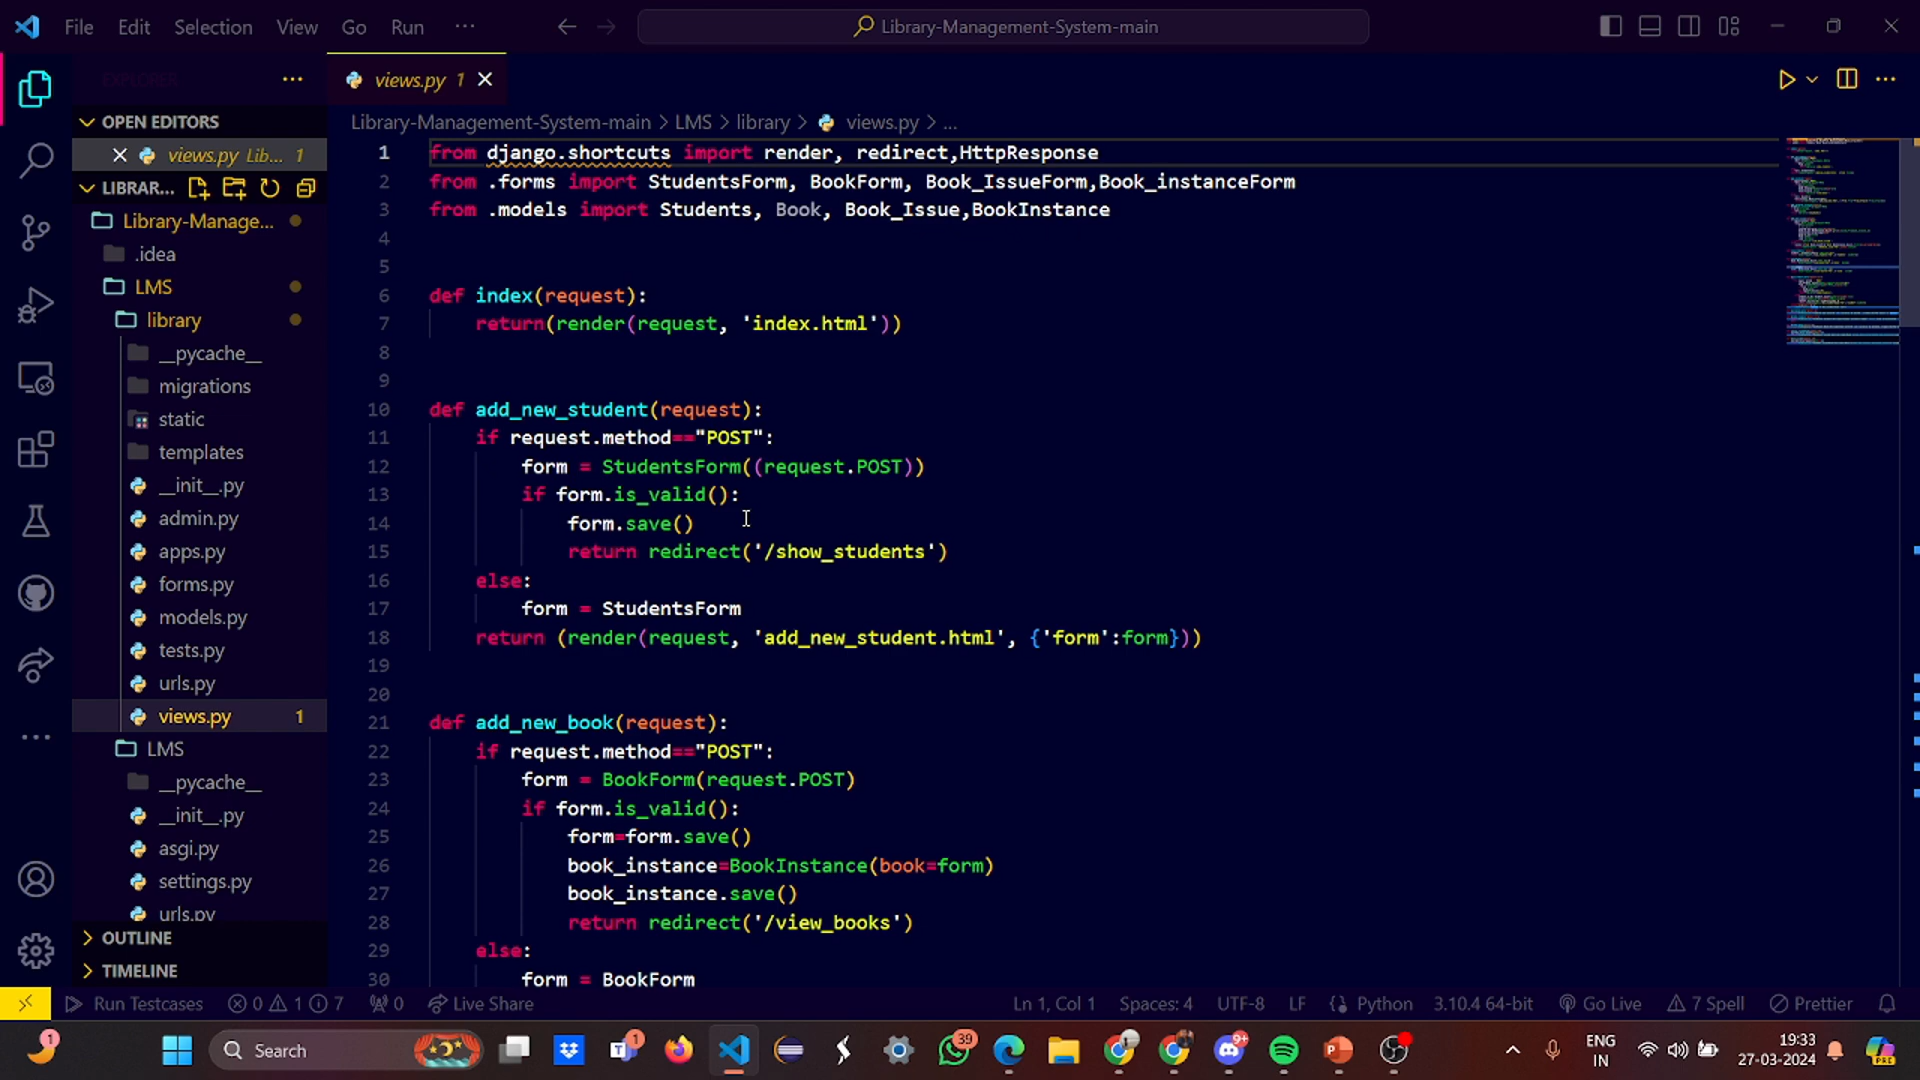 File Edit Selection View Go Run ···
Library-Management-System-main
EXPLORER
views.py 1
OPEN EDITORS
views.py Lib... 1
LIBRAR...
Library-Manage...
.idea
LMS
library
__pycache__
migrations
static
templates
__init__.py
admin.py
apps.py
forms.py
models.py
tests.py
urls.py
views.py 1
LMS
__pycache__
__init__.py
asgi.py
settings.py
urls.py
OUTLINE
TIMELINE
Library-Management-System-main > LMS > library > views.py > ...
1 from django.shortcuts import render, redirect,HttpResponse
2 from .forms import StudentsForm, BookForm, Book_IssueForm,Book_instanceForm
3 from .models import Students, Book, Book_Issue,BookInstance
4
5
6 def index(request):
7     return(render(request, 'index.html'))
8
9
10 def add_new_student(request):
11     if request.method=="POST":
12         form = StudentsForm((request.POST))
13         if form.is_valid():
14             form.save()
15             return redirect('/show_students')
16     else:
17         form = StudentsForm
18     return (render(request, 'add_new_student.html', {'form':form}))
19
20
21 def add_new_book(request):
22     if request.method=="POST":
23         form = BookForm(request.POST)
24         if form.is_valid():
25             form=form.save()
26             book_instance=BookInstance(book=form)
27             book_instance.save()
28             return redirect('/view_books')
29     else:
30         form = BookForm
Run Testcases 0 1 7 0 Live Share Ln 1, Col 1 Spaces: 4 UTF-8 LF Python 3.10.4 64-bit Go Live 7 Spell Prettier
1 Search 1 39 9+ ENG IN 19:33 27-03-2024 PRE